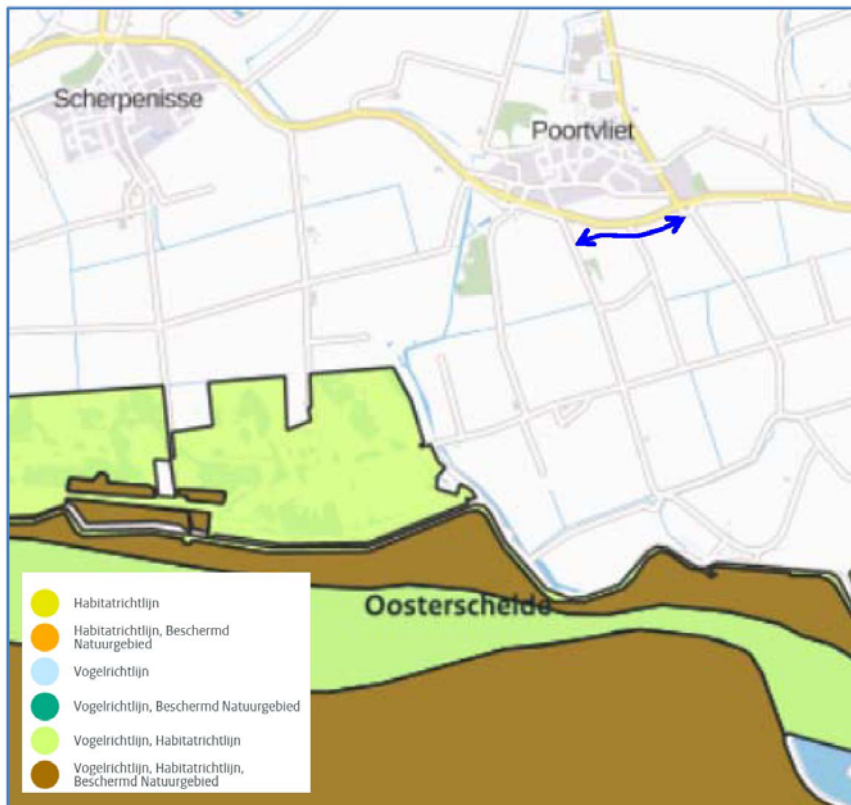 Scherpenisse
Poortvliet
Oosterschelde
Habitatrichtlijn
Habitatrichtlijn, Beschermd
Natuurgebied
Vogelrichtlijn
Vogelrichtlijn, Beschermd Natuurgebied
Vogelrichtlijn, Habitatrichtlijn
Vogelrichtlijn, Habitatrichtlijn,
Beschermd Natuurgebied